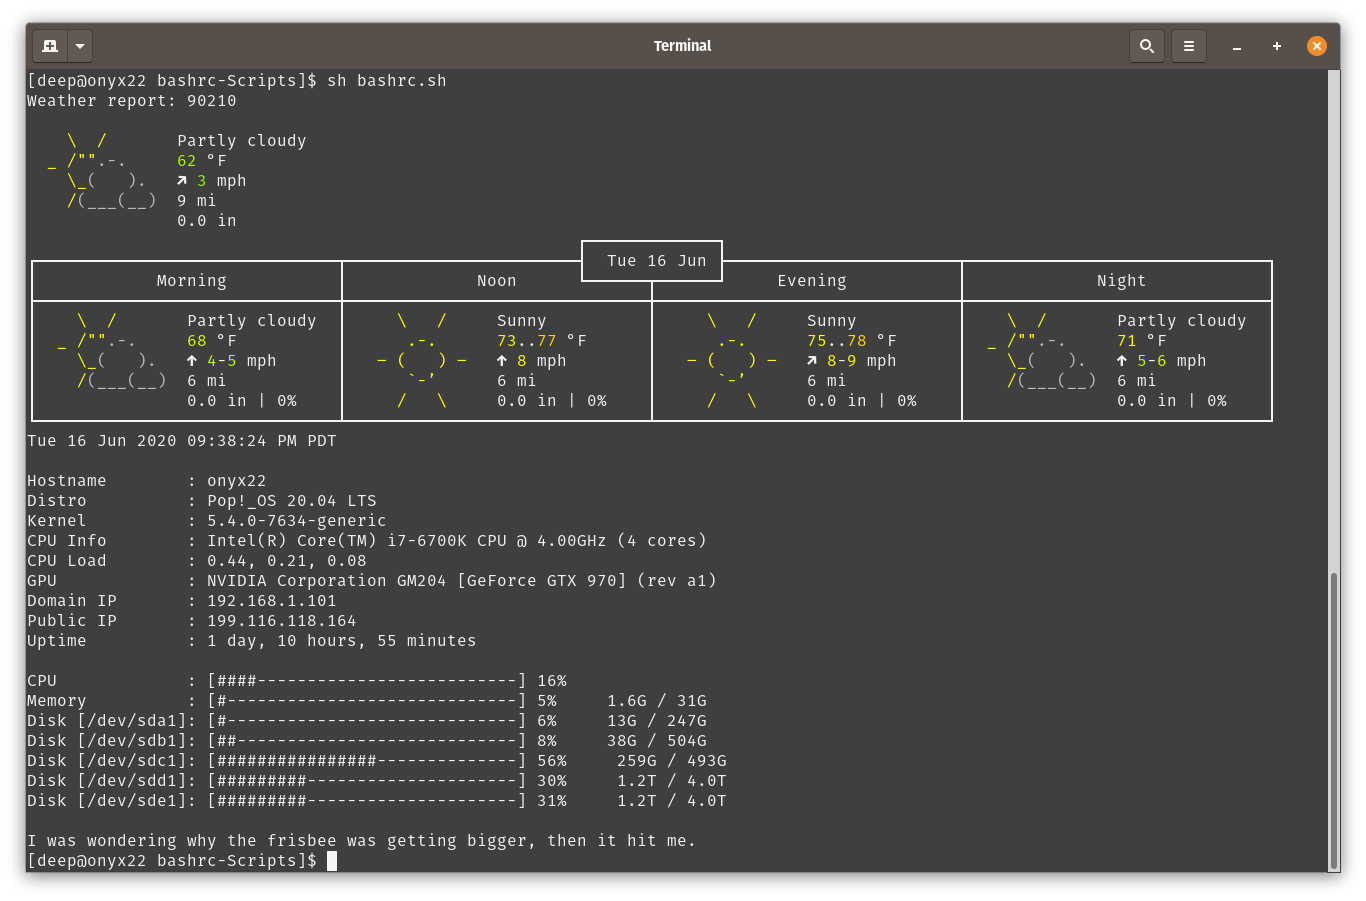 Terminal
[deep@onyx22 bashrc-Scripts]$ sh bashrc.sh
Weather report: 90210

    \  /       Partly cloudy
  _ /"".-.     62 °F
    \_(   ).   ↗ 3 mph
    /(___(__)  9 mi
               0.0 in

Tue 16 Jun
Morning Noon Evening Night
    \  /       Partly cloudy
  _ /"".-.     68 °F
    \_(   ).   ↑ 4-5 mph
    /(___(__)  6 mi
               0.0 in | 0%
    \   /      Sunny
     .-.       73..77 °F
  ― (   ) ―    ↑ 8 mph
     `-’       6 mi
    /   \      0.0 in | 0%
    \   /      Sunny
     .-.       75..78 °F
  ― (   ) ―    ↗ 8-9 mph
     `-’       6 mi
    /   \      0.0 in | 0%
    \  /       Partly cloudy
  _ /"".-.     71 °F
    \_(   ).   ↑ 5-6 mph
    /(___(__)  6 mi
               0.0 in | 0%
Tue 16 Jun 2020 09:38:24 PM PDT

Hostname        : onyx22
Distro          : Pop!_OS 20.04 LTS
Kernel          : 5.4.0-7634-generic
CPU Info        : Intel(R) Core(TM) i7-6700K CPU @ 4.00GHz (4 cores)
CPU Load        : 0.44, 0.21, 0.08
GPU             : NVIDIA Corporation GM204 [GeForce GTX 970] (rev a1)
Domain IP       : 192.168.1.101
Public IP       : 199.116.118.164
Uptime          : 1 day, 10 hours, 55 minutes

CPU             : [####--------------------------] 16%
Memory          : [#-----------------------------] 5%     1.6G / 31G
Disk [/dev/sda1]: [#-----------------------------] 6%     13G / 247G
Disk [/dev/sdb1]: [##----------------------------] 8%     38G / 504G
Disk [/dev/sdc1]: [################--------------] 56%     259G / 493G
Disk [/dev/sdd1]: [#########---------------------] 30%     1.2T / 4.0T
Disk [/dev/sde1]: [#########---------------------] 31%     1.2T / 4.0T

I was wondering why the frisbee was getting bigger, then it hit me.
[deep@onyx22 bashrc-Scripts]$